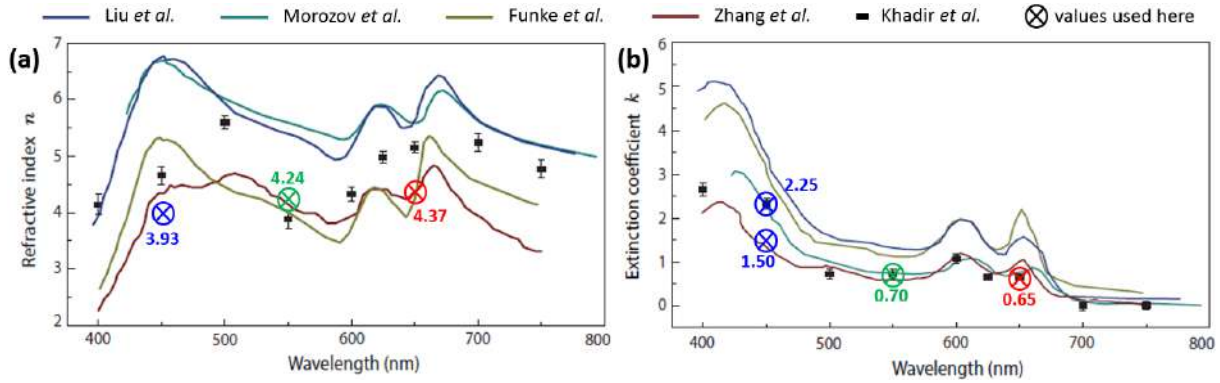 Liu et al. Morozov et al. Funke et al. Zhang et al. Khadir et al. values used here
(a)
7
6
5
4
3
2
Refractive index n
4.24
3.93
4.37
400 500 600 700 800
Wavelength (nm)
(b)
6
5
4
3
2
1
0
Extinction coefficient k
2.25
1.50
0.70
0.65
400 500 600 700 800
Wavelength (nm)